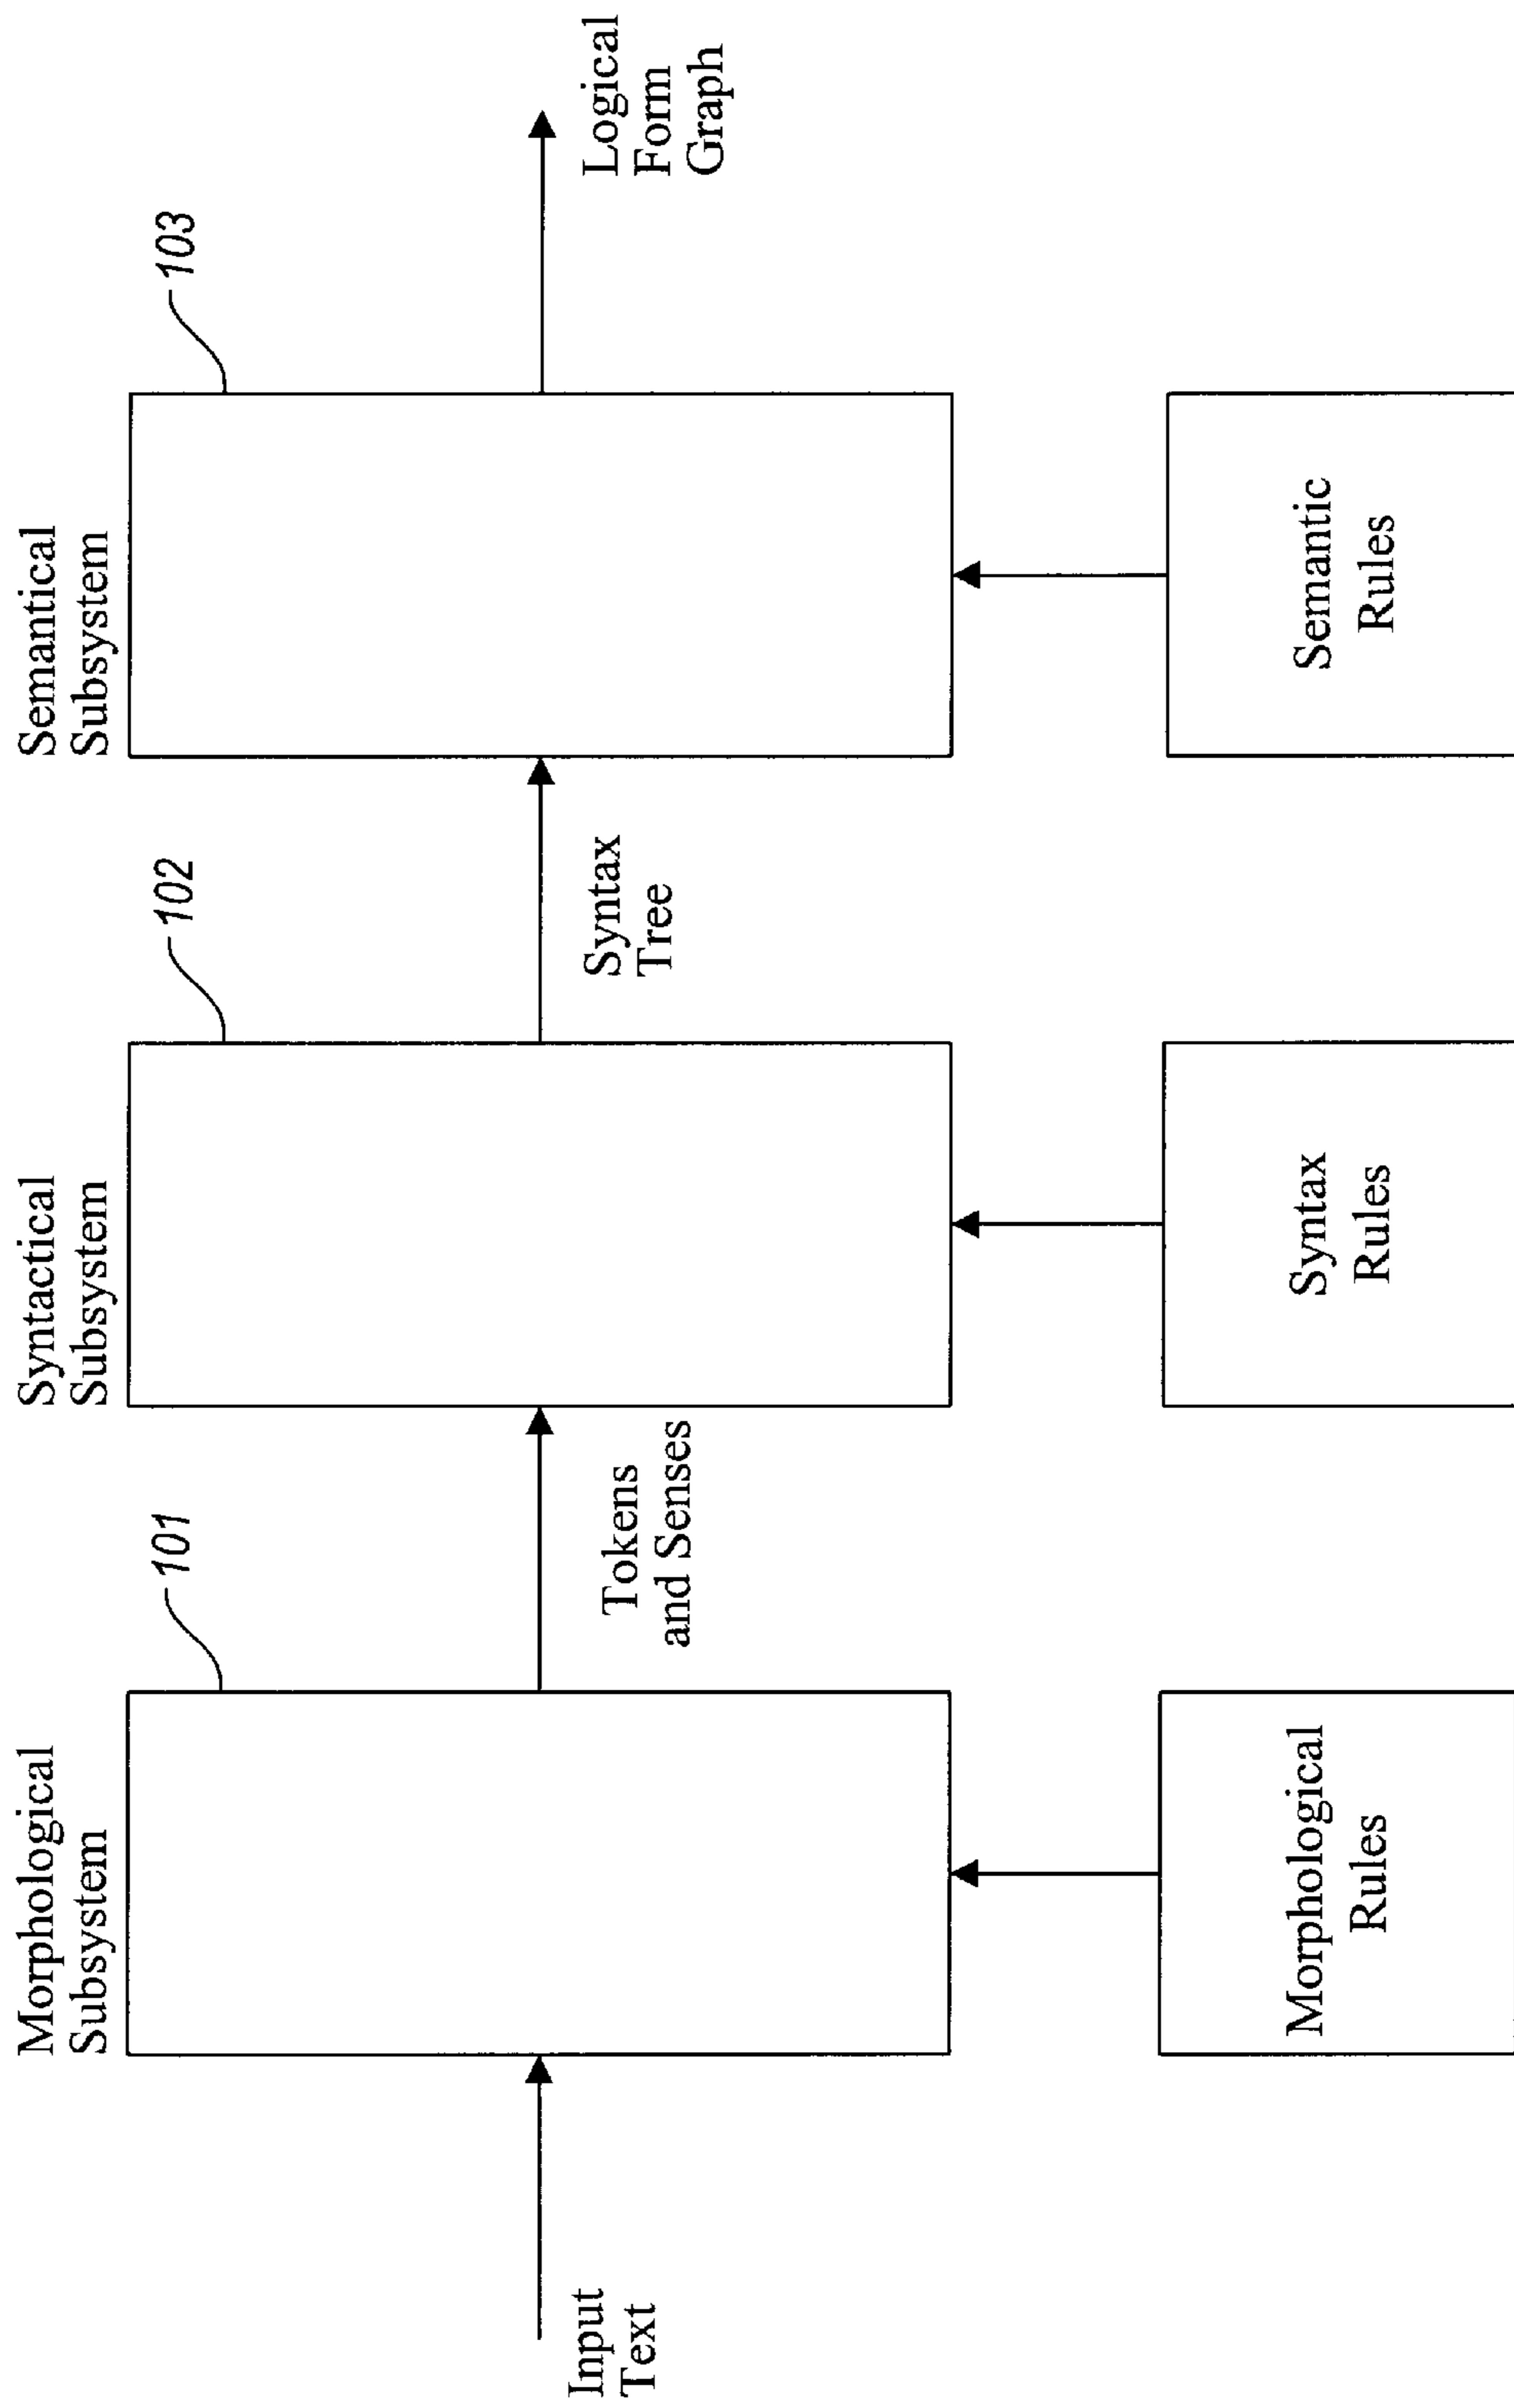 Morphological
Subsystem
Syntactical
Subsystem
Semantical
Subsystem
101
102
103
Input
Text
Tokens
and Senses
Syntax
Tree
Logical
Form
Graph
Morphological
Rules
Syntax
Rules
Semantic
Rules